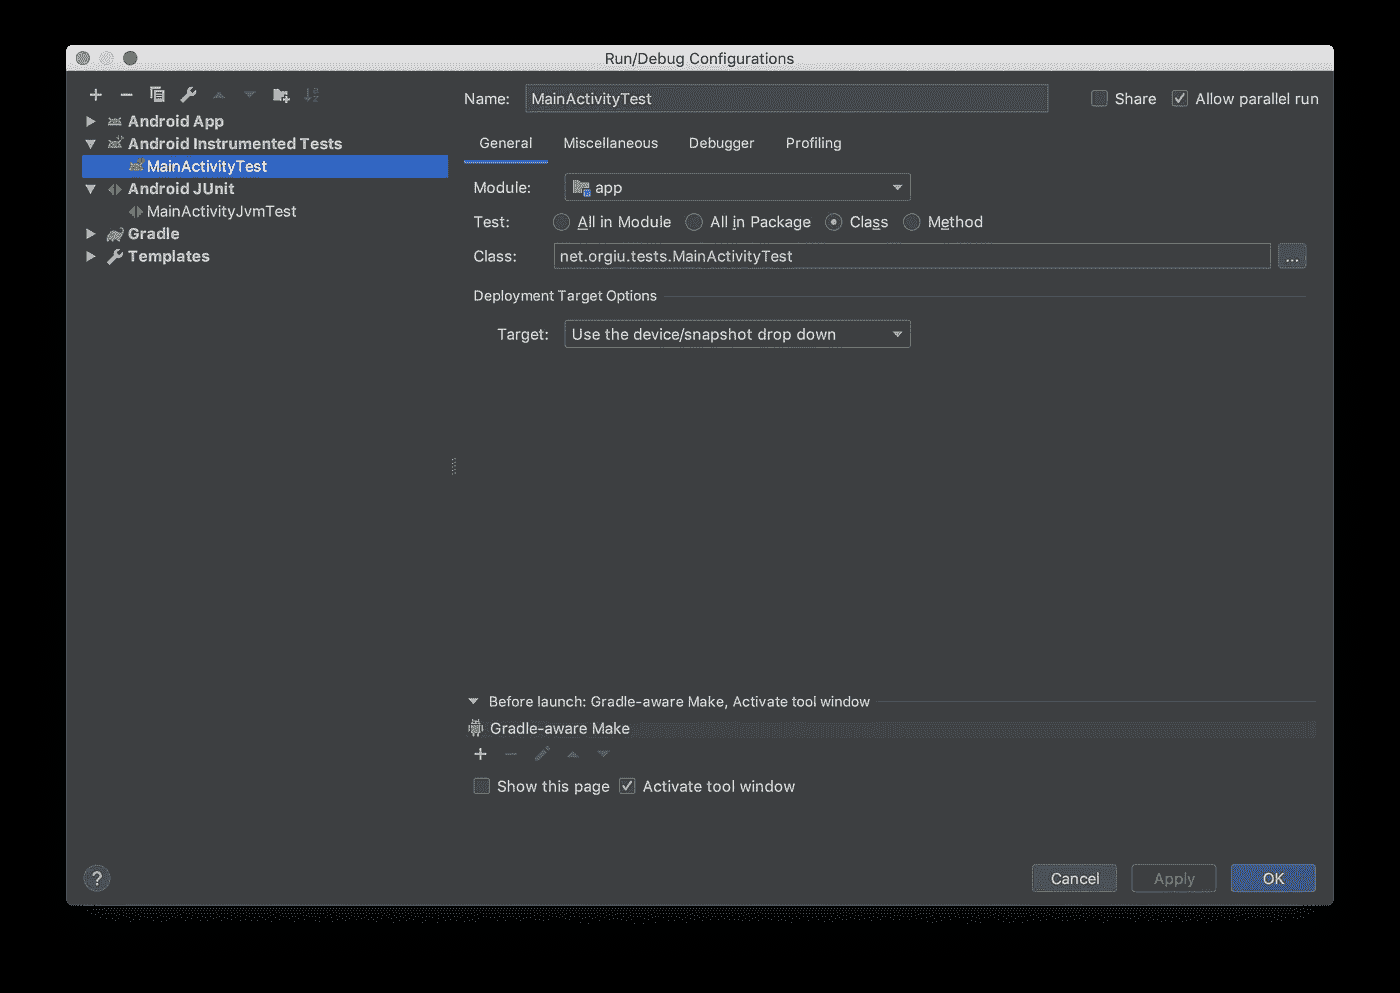 Run/Debug Configurations
Name: MainActivityTest Share Allow parallel run
Android App
Android Instrumented Tests
MainActivityTest
Android JUnit
MainActivityJvmTest
Gradle
Templates
General Miscellaneous Debugger Profiling
Module: app
Test: All in Module All in Package Class Method
Class: net.orgiu.tests.MainActivityTest ...
Deployment Target Options
Target: Use the device/snapshot drop down
Before launch: Gradle-aware Make, Activate tool window
Gradle-aware Make
Show this page Activate tool window
? Cancel Apply OK